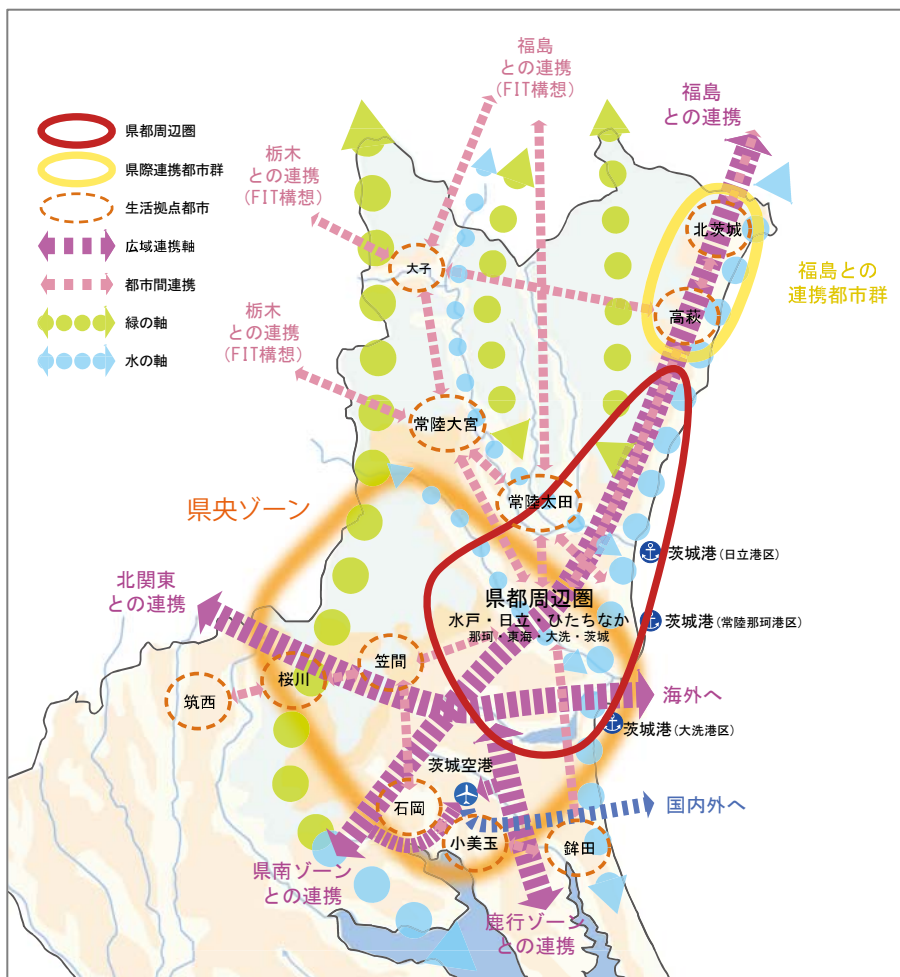 福島
との連携
(FIT構想)
福島
との連携
県都周辺圏
県際連携都市群
生活拠点都市
広域連携軸
都市間連携
緑の軸
水の軸
栃木
との連携
(FIT構想)
北茨城
大子
福島との
連携都市群
高萩
栃木
との連携
(FIT構想)
常陸大宮
県央ゾーン
常陸太田
茨城港(日立港区)
北関東
との連携
県都周辺圏
水戸・日立・ひたちなか
那珂・東海・大洗・茨城
茨城港(常陸那珂港区)
笠間
桜川
筑西
海外へ
茨城港(大洗港区)
茨城空港
国内外へ
石岡
小美玉
鉾田
県南ゾーン
との連携
鹿行ゾーン
との連携